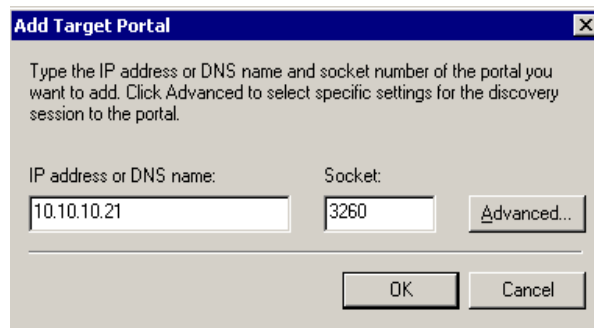 Add Target Portal
Type the IP address or DNS name and socket number of the portal you
want to add. Click Advanced to select specific settings for the discovery
session to the portal.
IP address or DNS name:
Socket:
10.10.10.21
3260
Advanced...
OK
Cancel